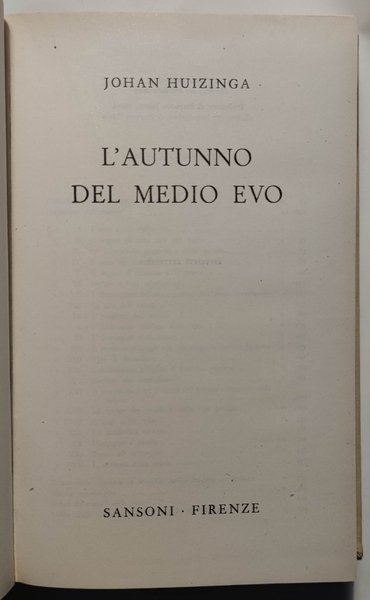 JOHAN HUIZINGA
L'AUTUNNO
DEL MEDIO EVO
SANSONI · FIRENZE